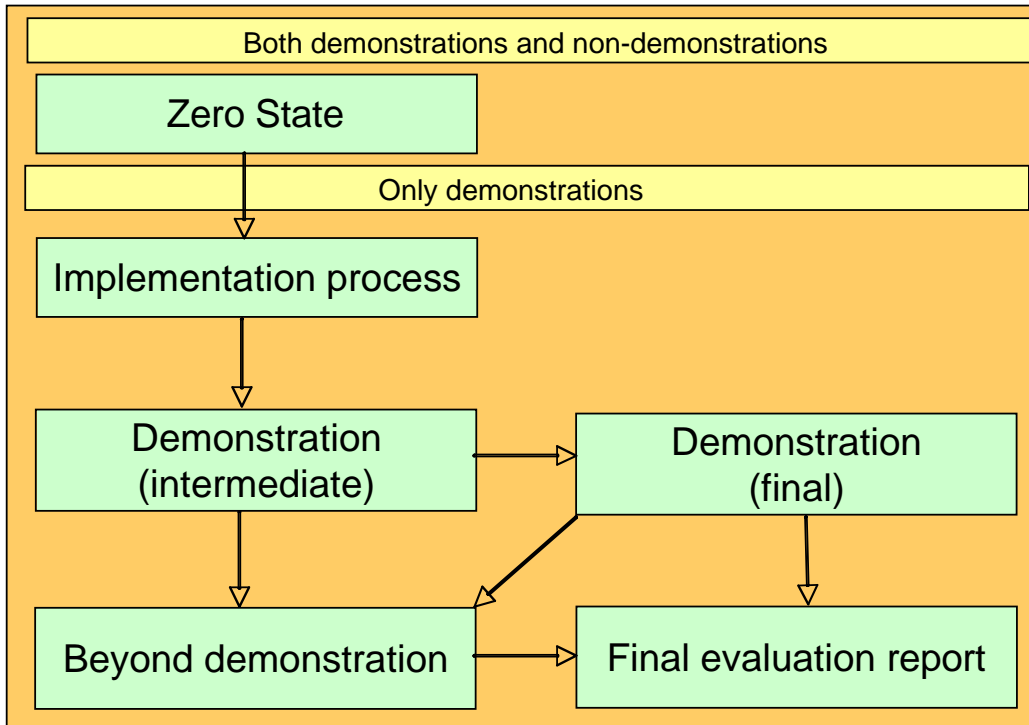 Both demonstrations and non-demonstrations
Zero State
Only demonstrations
Implementation process
Demonstration
(intermediate)
Demonstration
(final)
Beyond demonstration
Final evaluation report